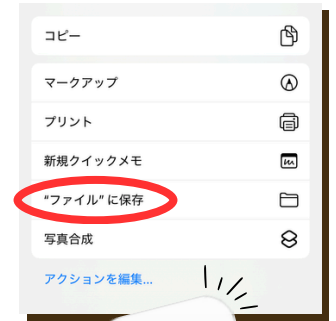 コピー
マークアップ
プリント
新規クイックメモ
“ファイル” に保存
写真合成
アクションを編集...